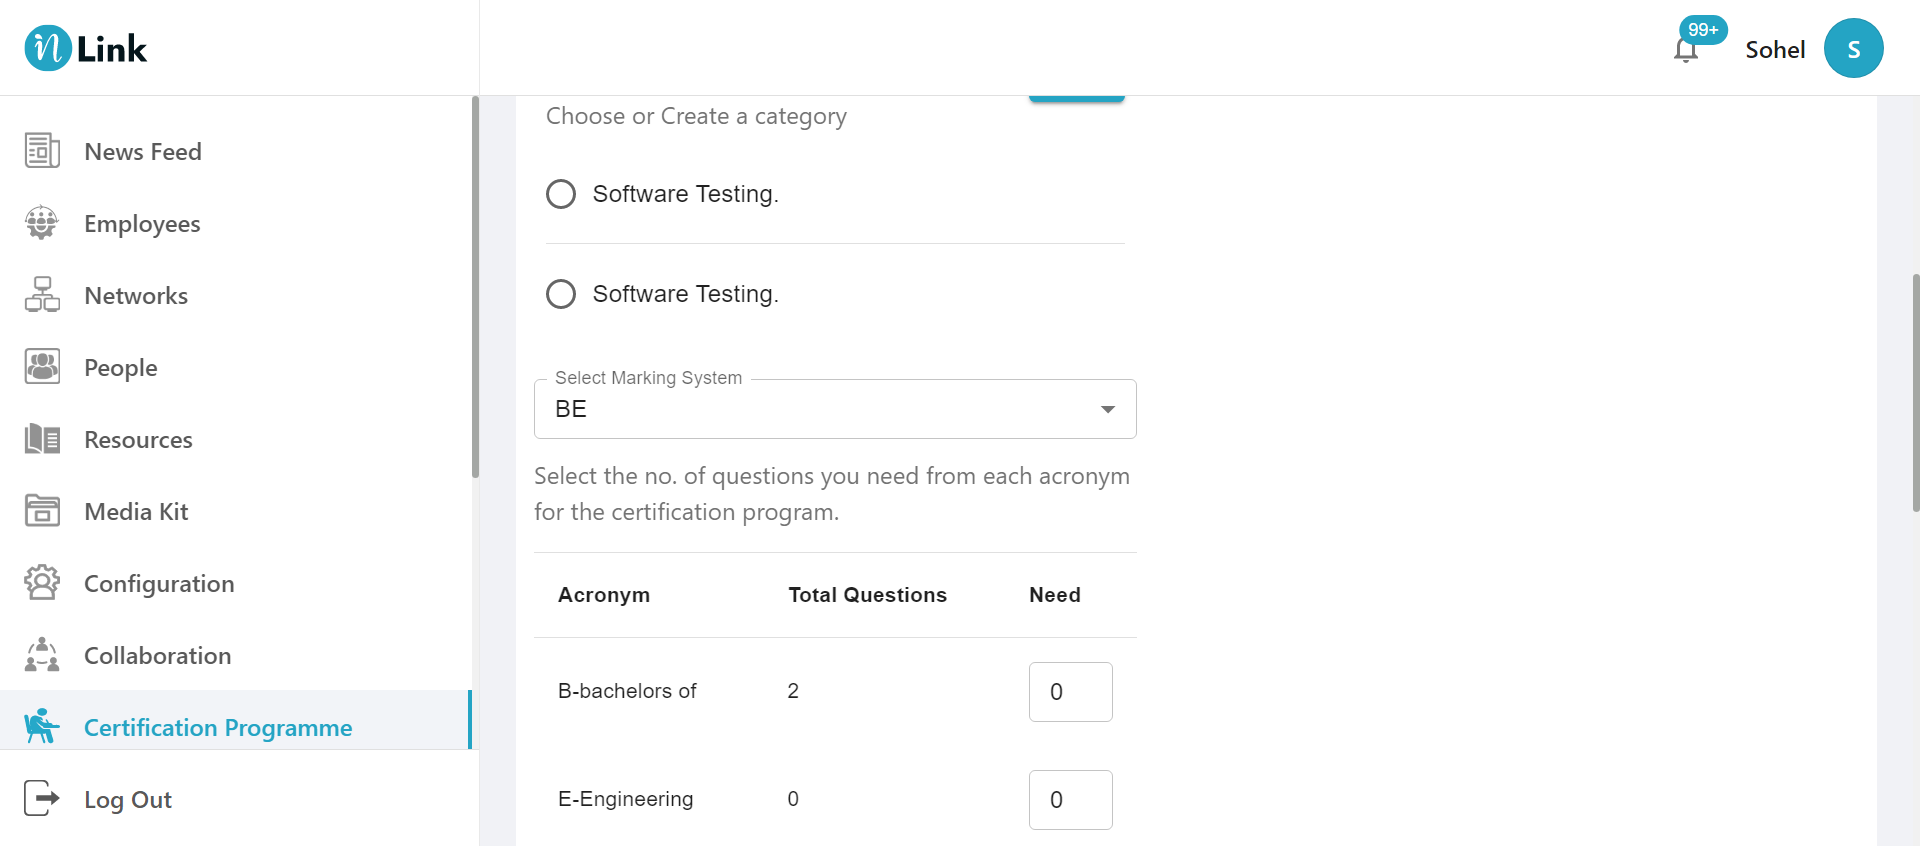 n Link
99+
Sohel
S
News Feed
Employees
Networks
People
Resources
Media Kit
Configuration
Collaboration
Certification Programme
Log Out
Choose or Create a category
Software Testing.
Software Testing.
Select Marking System
BE
Select the no. of questions you need from each acronym
for the certification program.
Acronym Total Questions Need
B-bachelors of 2 0
E-Engineering 0 0